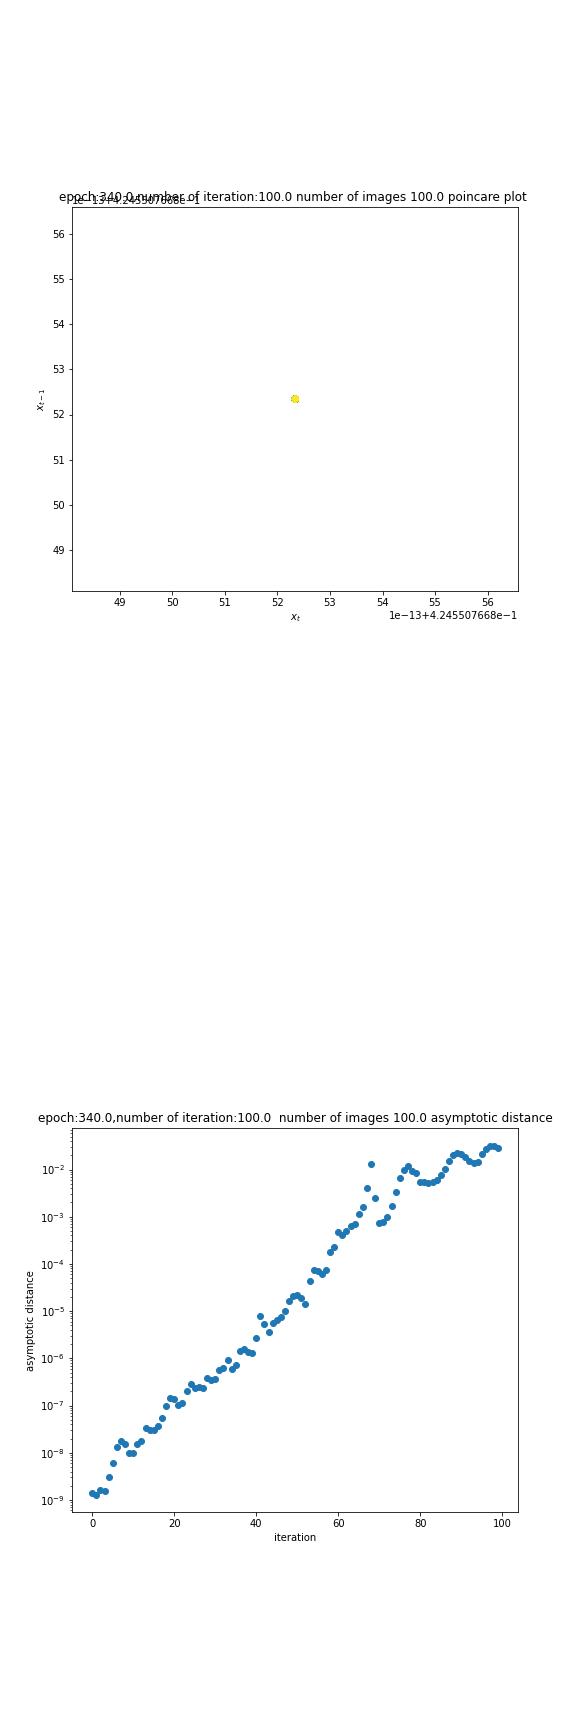 epoch:340.0,number of iteration:100.0 number of images 100.0 poincare plot
1e−13+4.245507668e−1
56
55
54
53
52
51
50
49
x_{t−1}
49 50 51 52 53 54 55 56
x_t
1e−13+4.245507668e−1
epoch:340.0,number of iteration:100.0  number of images 100.0 asymptotic distance
10^{−2}
10^{−3}
10^{−4}
10^{−5}
10^{−6}
10^{−7}
10^{−8}
10^{−9}
asymptotic distance
0 20 40 60 80 100
iteration